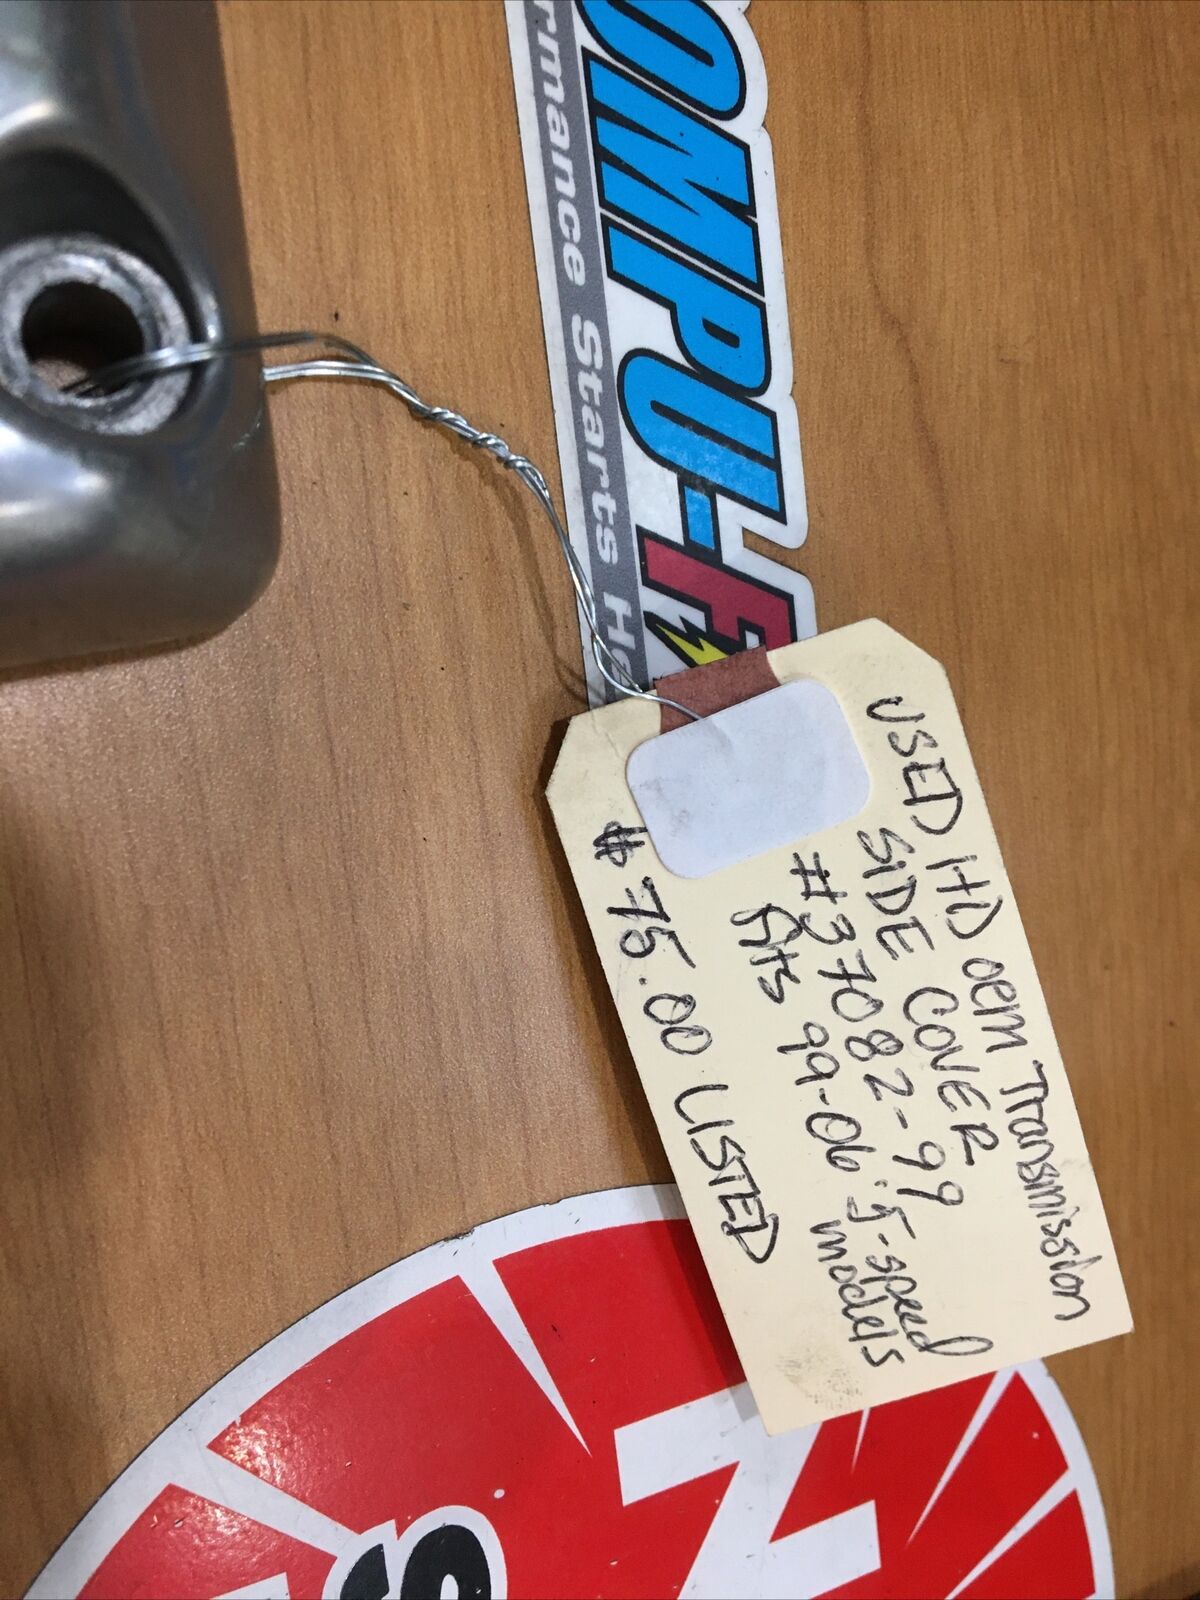 USED HD oem Transmission
SIDE COVER
#37082-99
fits 99-06 5-speed
models
$75.00 LISTED
OMPU-F
rmance Starts He
S